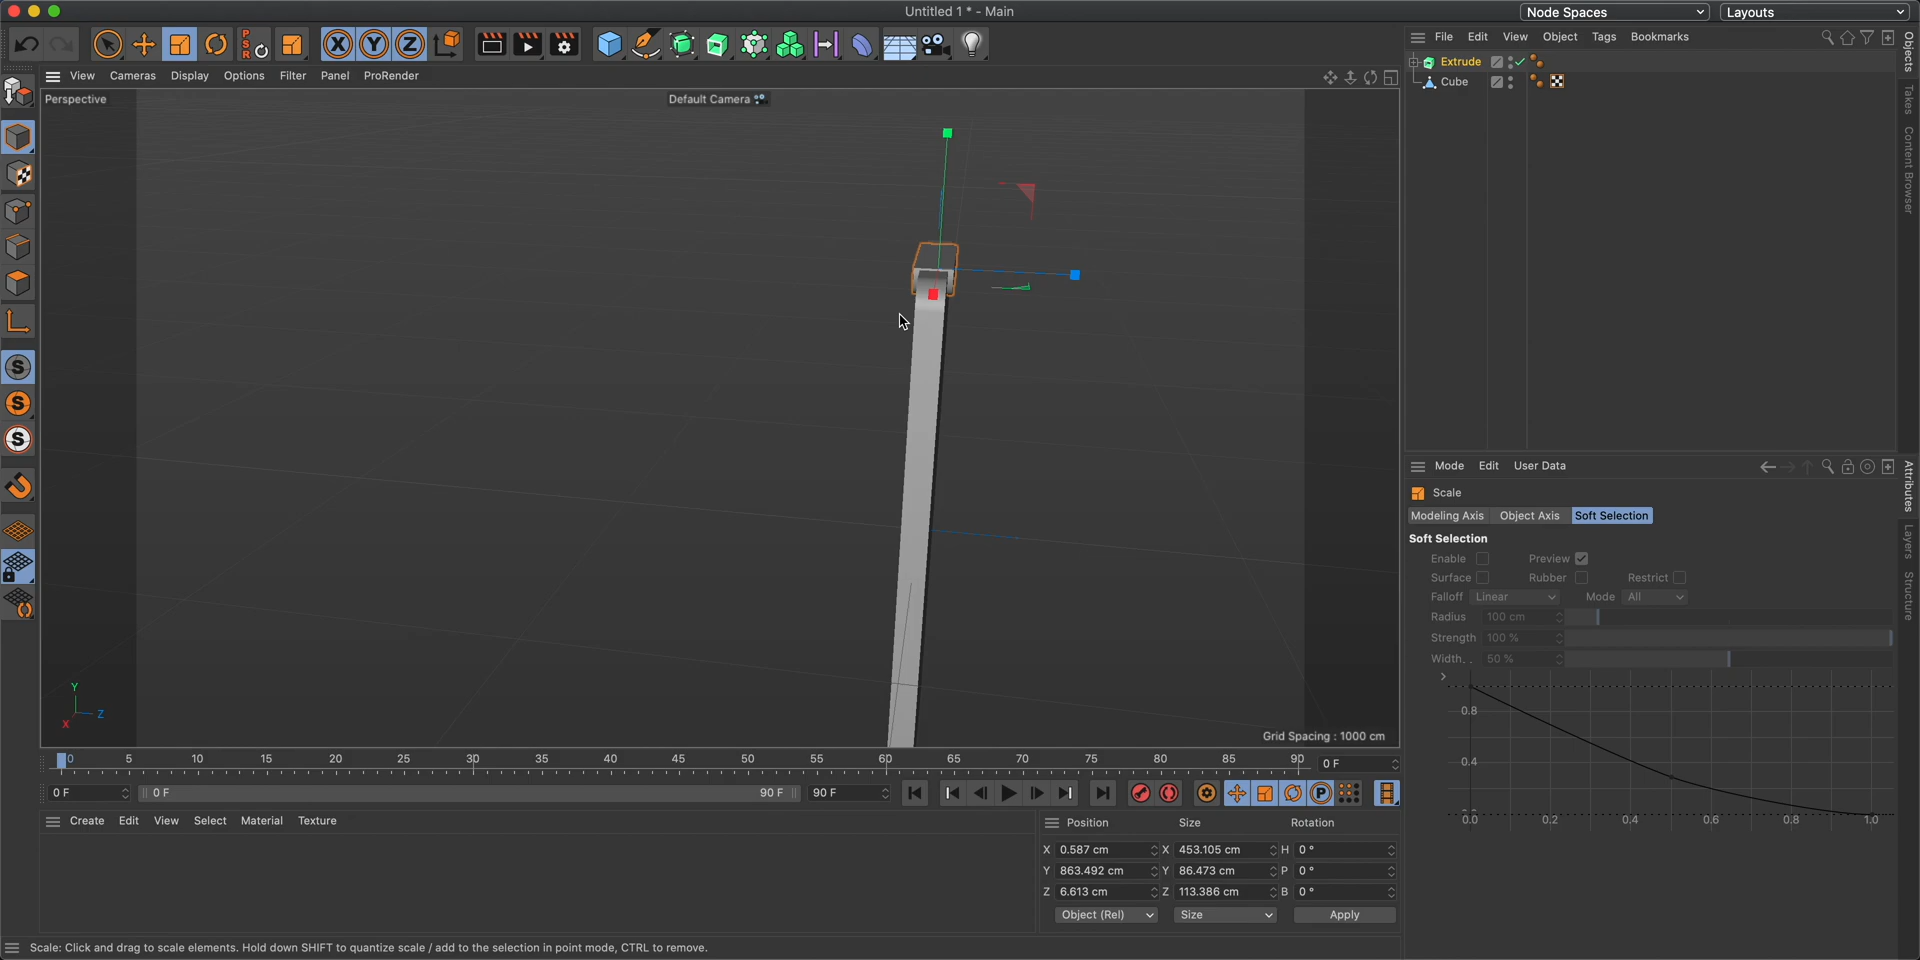 Untitled 1 * - Main
Node Spaces
Layouts
PSR
X Y Z
View Cameras Display Options Filter Panel ProRender
Perspective
Default Camera
Y
Z
X
Grid Spacing : 1000 cm
0 5 10 15 20 25 30 35 40 45 50 55 60 65 70 75 80 85 90
0 F
0 F
0 F
90 F
90 F
P
Create Edit View Select Material Texture
Position Size Rotation
X 0.587 cm X 453.105 cm H 0 °
Y 863.492 cm Y 86.473 cm P 0 °
Z 6.613 cm Z 113.386 cm B 0 °
Object (Rel) Size Apply
Scale: Click and drag to scale elements. Hold down SHIFT to quantize scale / add to the selection in point mode, CTRL to remove.
File Edit View Object Tags Bookmarks
Extrude
Cube
Objects
Takes
Content Browser
Mode Edit User Data
Scale
Modeling Axis Object Axis Soft Selection
Soft Selection
Enable Preview
Surface Rubber Restrict
Falloff Linear Mode All
Radius 100 cm
Strength 100 %
Width. . 50 %
0.8
0.4
0.0 0.2 0.4 0.6 0.8 1.0
Attributes
Layers
Structure
S
S
S